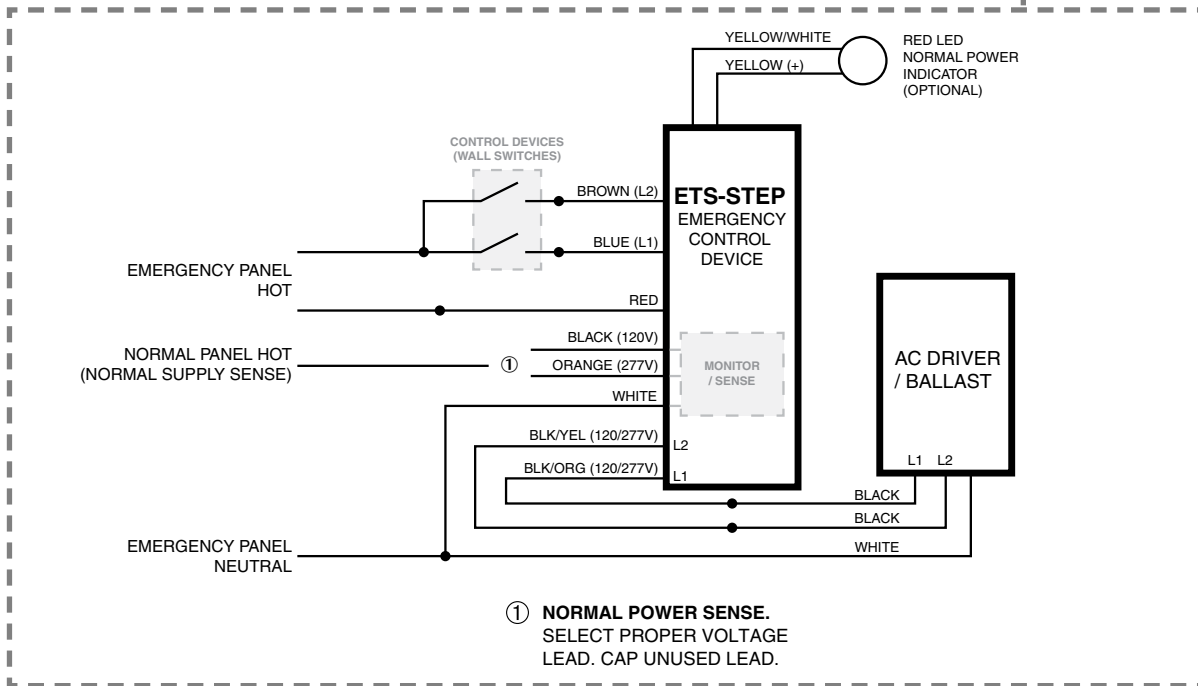 YELLOW/WHITE
YELLOW (+)
RED LED
NORMAL POWER
INDICATOR
(OPTIONAL)
CONTROL DEVICES
(WALL SWITCHES)
BROWN (L2)
BLUE (L1)
ETS-STEP
EMERGENCY
CONTROL
DEVICE
EMERGENCY PANEL
HOT
RED
NORMAL PANEL HOT
(NORMAL SUPPLY SENSE)
①
BLACK (120V)
ORANGE (277V)
WHITE
MONITOR
/ SENSE
BLK/YEL (120/277V)
L2
BLK/ORG (120/277V)
L1
AC DRIVER
/ BALLAST
L1 L2
BLACK
BLACK
WHITE
EMERGENCY PANEL
NEUTRAL
① NORMAL POWER SENSE.
SELECT PROPER VOLTAGE
LEAD. CAP UNUSED LEAD.